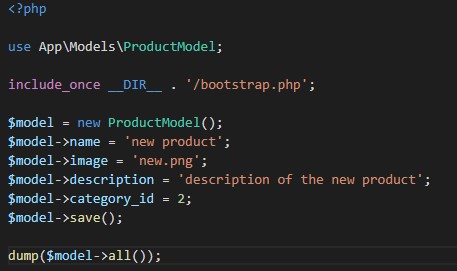 <?php
use App\Models\ProductModel;
include_once __DIR__ . '/bootstrap.php';
$model = new ProductModel();
$model->name = 'new product';
$model->image = 'new.png';
$model->description = 'description of the new product';
$model->category_id = 2;
$model->save();
dump($model->all());